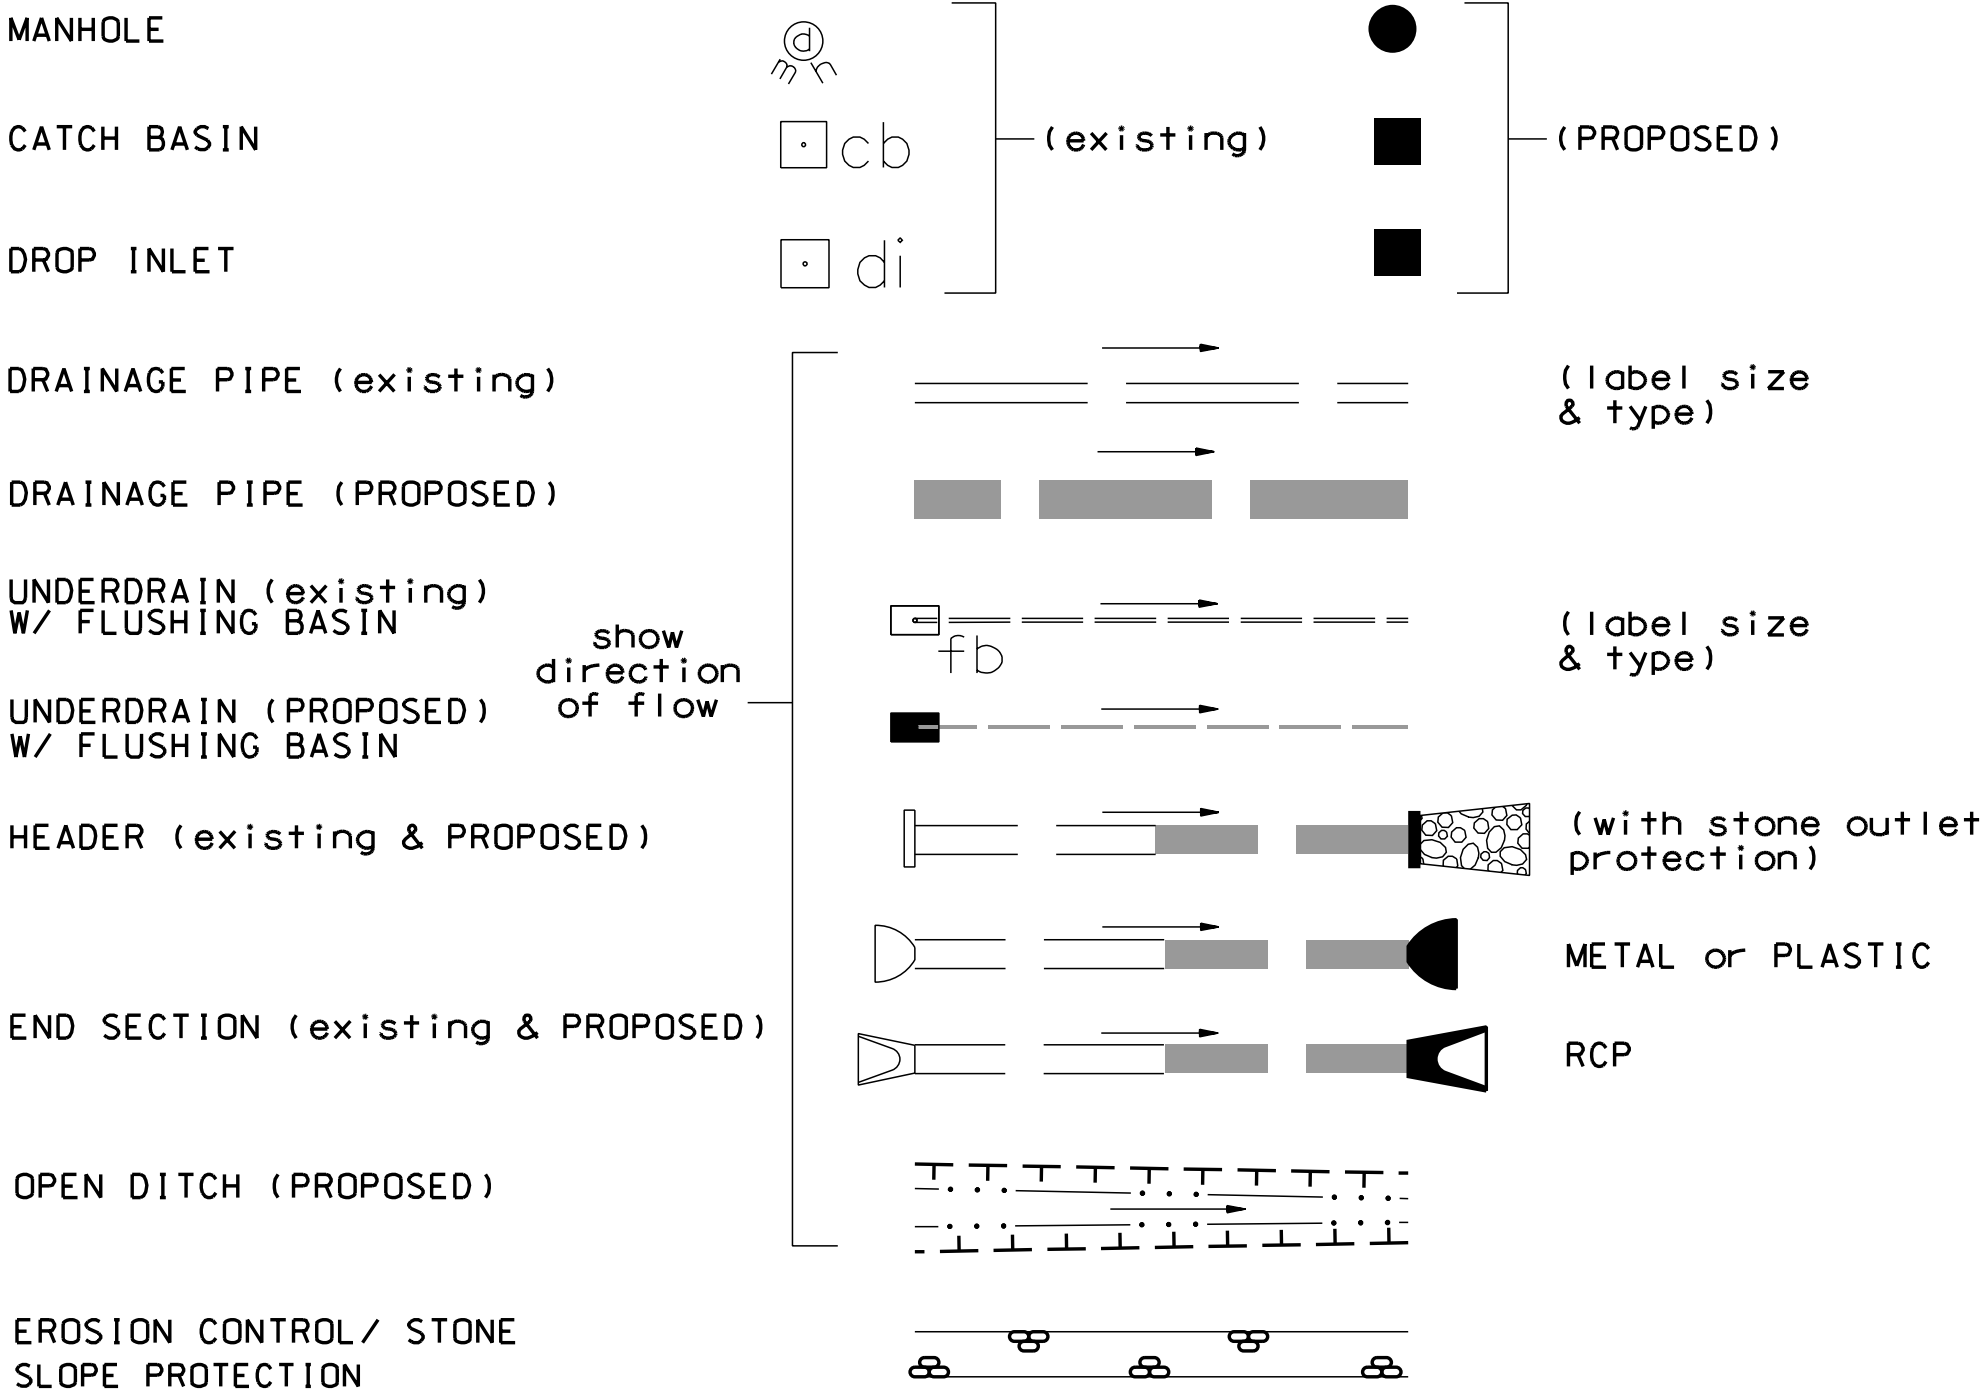 MANHOLE
d
mh
CATCH BASIN
cb
(existing)
(PROPOSED)
DROP INLET
di
DRAINAGE PIPE (existing)
(label size
& type)
DRAINAGE PIPE (PROPOSED)
UNDERDRAIN (existing)
W/ FLUSHING BASIN
fb
(label size
& type)
show
direction
of flow
UNDERDRAIN (PROPOSED)
W/ FLUSHING BASIN
HEADER (existing & PROPOSED)
(with stone outlet
protection)
METAL or PLASTIC
END SECTION (existing & PROPOSED)
RCP
OPEN DITCH (PROPOSED)
EROSION CONTROL/ STONE
SLOPE PROTECTION